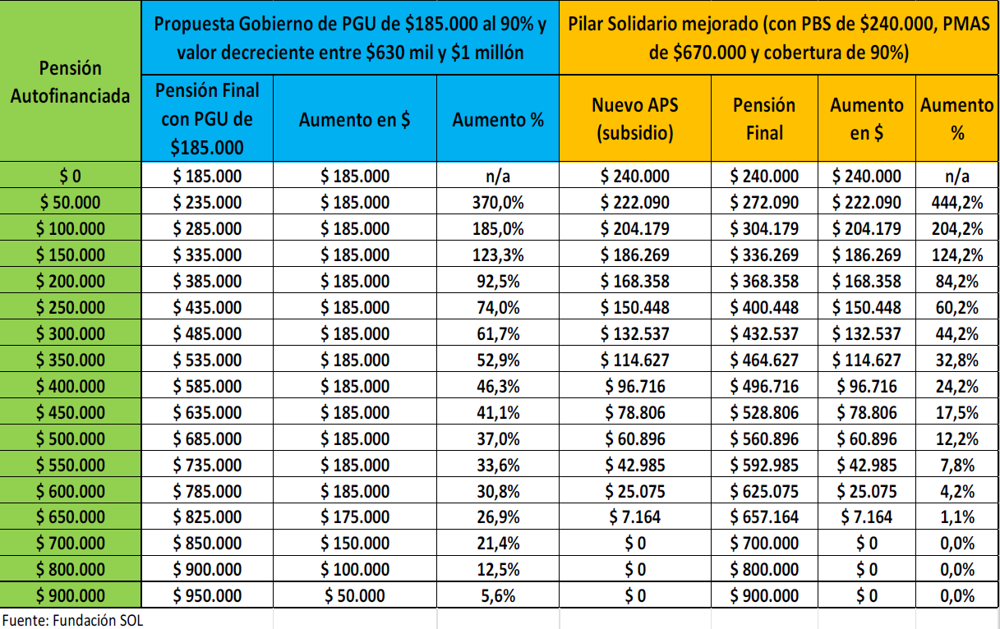 Pensión
Autofinanciada
Propuesta Gobierno de PGU de $185.000 al 90% y
valor decreciente entre $630 mil y $1 millón
Pilar Solidario mejorado (con PBS de $240.000, PMAS
de $670.000 y cobertura de 90%)
Pensión Final
con PGU de
$185.000
Aumento en $
Aumento %
Nuevo APS
(subsidio)
Pensión
Final
Aumento
en $
Aumento
%
$ 0 $ 185.000 $ 185.000 n/a $ 240.000 $ 240.000 $ 240.000 n/a
$ 50.000 $ 235.000 $ 185.000 370,0% $ 222.090 $ 272.090 $ 222.090 444,2%
$ 100.000 $ 285.000 $ 185.000 185,0% $ 204.179 $ 304.179 $ 204.179 204,2%
$ 150.000 $ 335.000 $ 185.000 123,3% $ 186.269 $ 336.269 $ 186.269 124,2%
$ 200.000 $ 385.000 $ 185.000 92,5% $ 168.358 $ 368.358 $ 168.358 84,2%
$ 250.000 $ 435.000 $ 185.000 74,0% $ 150.448 $ 400.448 $ 150.448 60,2%
$ 300.000 $ 485.000 $ 185.000 61,7% $ 132.537 $ 432.537 $ 132.537 44,2%
$ 350.000 $ 535.000 $ 185.000 52,9% $ 114.627 $ 464.627 $ 114.627 32,8%
$ 400.000 $ 585.000 $ 185.000 46,3% $ 96.716 $ 496.716 $ 96.716 24,2%
$ 450.000 $ 635.000 $ 185.000 41,1% $ 78.806 $ 528.806 $ 78.806 17,5%
$ 500.000 $ 685.000 $ 185.000 37,0% $ 60.896 $ 560.896 $ 60.896 12,2%
$ 550.000 $ 735.000 $ 185.000 33,6% $ 42.985 $ 592.985 $ 42.985 7,8%
$ 600.000 $ 785.000 $ 185.000 30,8% $ 25.075 $ 625.075 $ 25.075 4,2%
$ 650.000 $ 825.000 $ 175.000 26,9% $ 7.164 $ 657.164 $ 7.164 1,1%
$ 700.000 $ 850.000 $ 150.000 21,4% $ 0 $ 700.000 $ 0 0,0%
$ 800.000 $ 900.000 $ 100.000 12,5% $ 0 $ 800.000 $ 0 0,0%
$ 900.000 $ 950.000 $ 50.000 5,6% $ 0 $ 900.000 $ 0 0,0%
Fuente: Fundación SOL